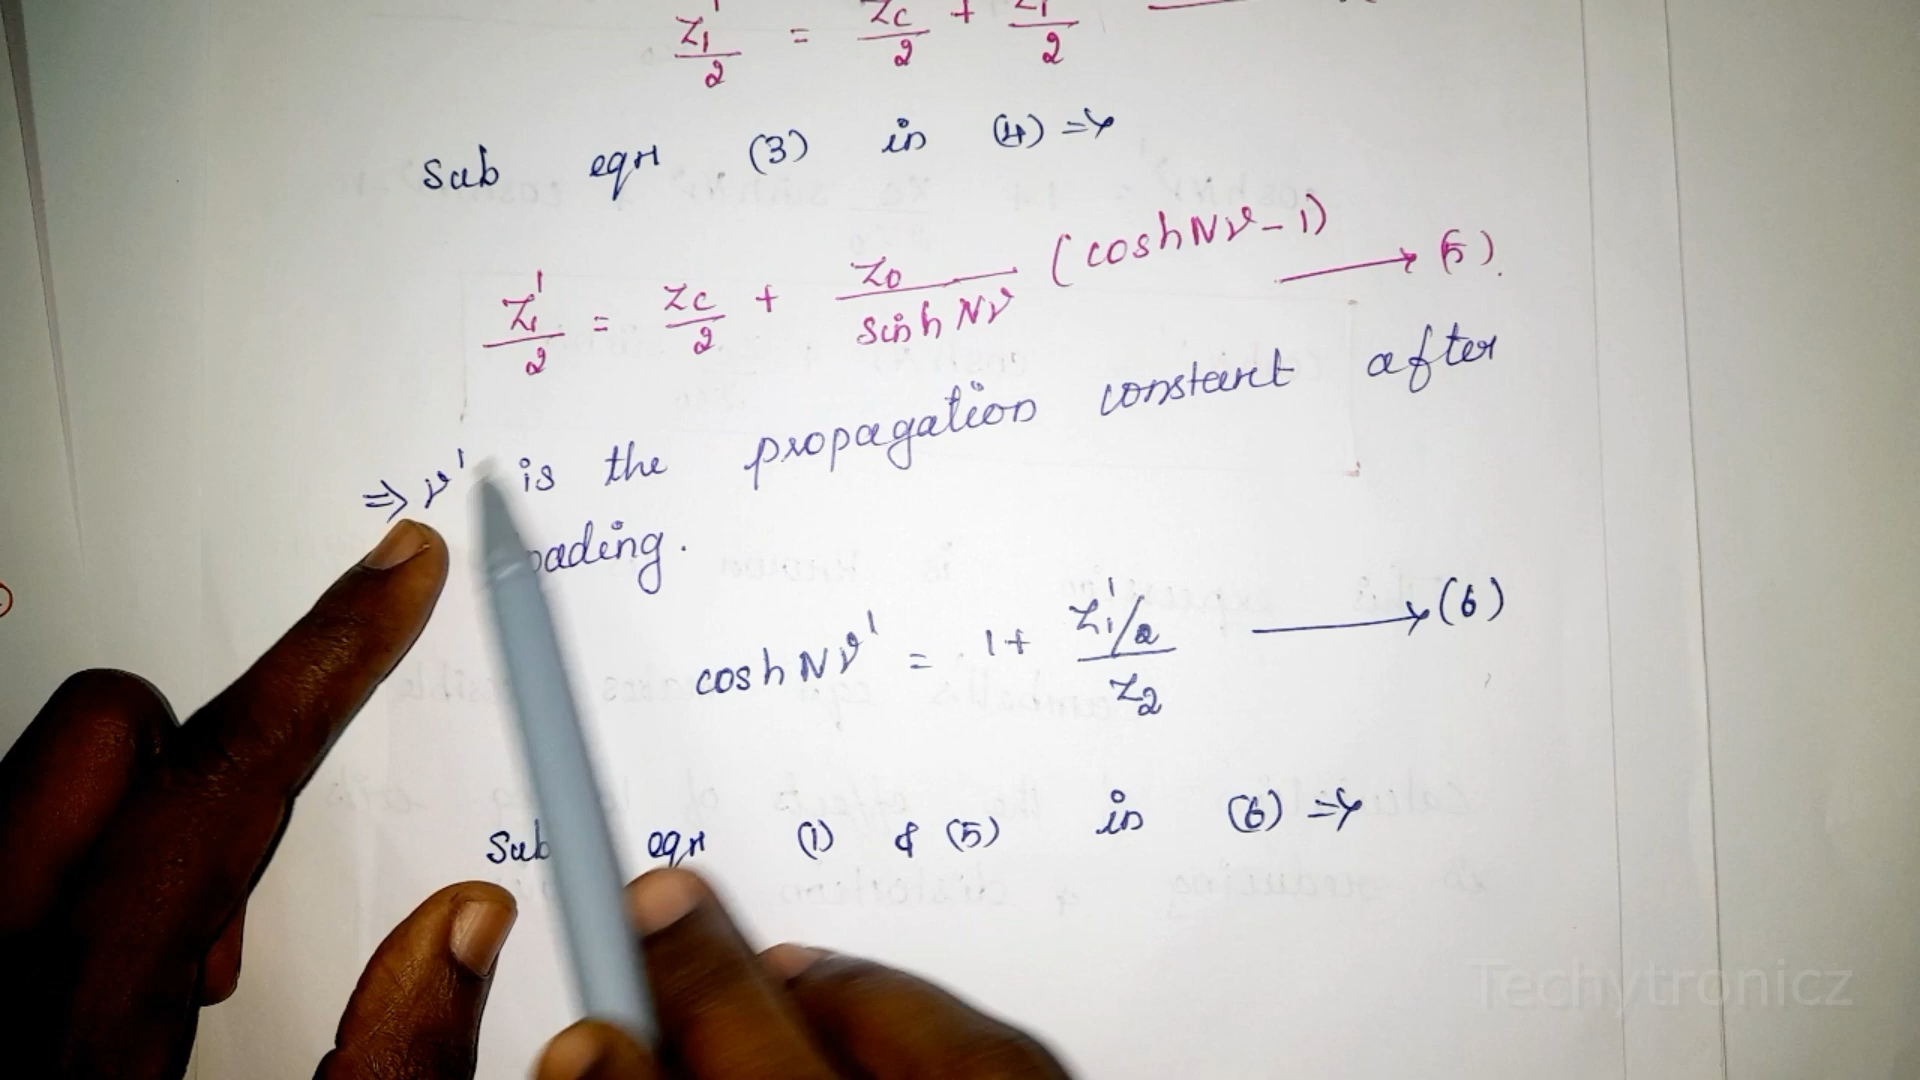 Z₁'/2 = Zc/2 + Z₁/2
Sub eqn (3) in (4) ⇒
Z₁'/2 = Zc/2 + Z₀/sinh Nγ (cosh Nγ - 1) → (5).
⇒ γ' is the propagation constant after
oading.
cosh Nγ' = 1 + Z₁'/2 / Z₂ → (6)
Sub eqn (1) & (5) in (6) ⇒
Techytronicz